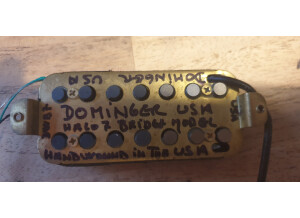 DOMINGER
USA
DOMINGER USA
BRIDGE MODEL
HANDWOUND IN THE USA